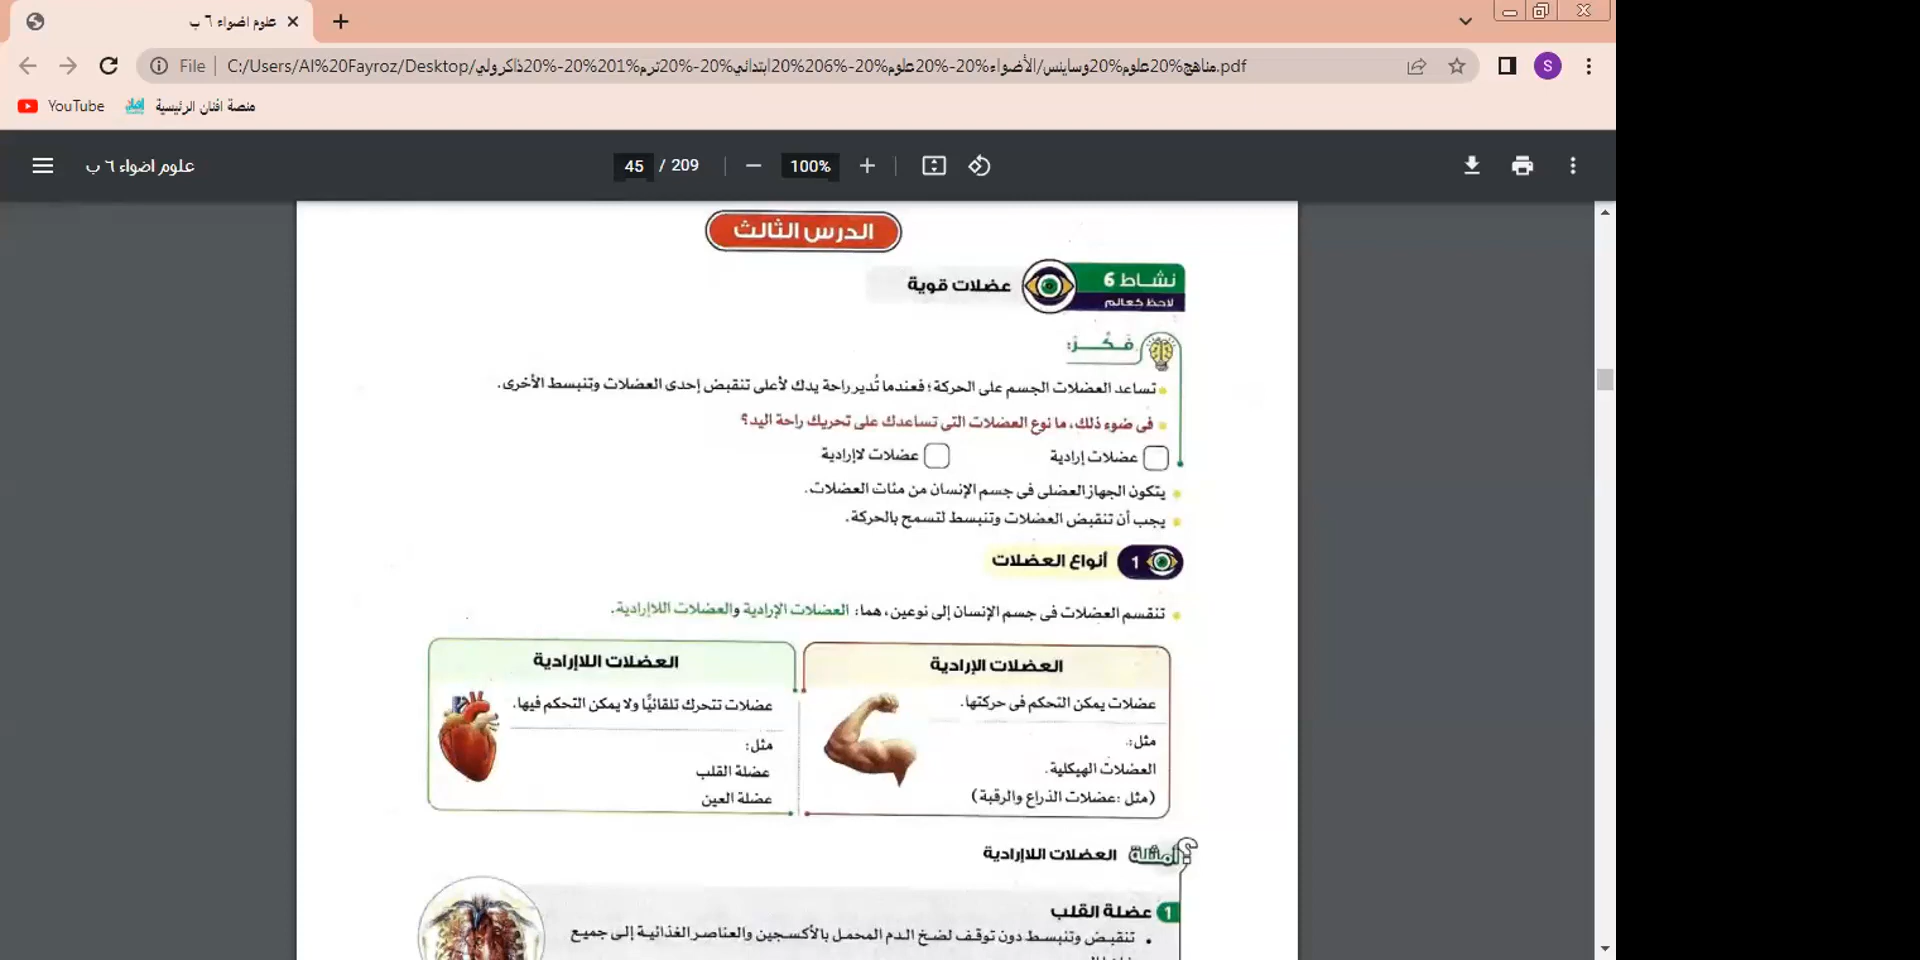 علوم اضواء ٦ ب
File
C:/Users/Al%20Fayroz/Desktop/مناهج%20علوم%20وساينس/الأضواء%20-%20علوم%20-%206%20ابتدائي%20-%20ترم%201%20-%20ذاكرولي.pdf
S
YouTube
منصة افنان الرئيسية
علوم اضواء ٦ ب
45 / 209
100%
الدرس الثالث
نشاط 6
لاحظ كعالم
عضلات قوية
فَكِّرْ:
تساعد العضلات الجسم على الحركة؛ فعندما تُدير راحة يدك لأعلى تنقبض إحدى العضلات وتنبسط الأخرى.
فى ضوء ذلك، ما نوع العضلات التى تساعدك على تحريك راحة اليد؟
عضلات إرادية
عضلات لاإرادية
يتكون الجهاز العضلى فى جسم الإنسان من مئات العضلات.
يجب أن تنقبض العضلات وتنبسط لتسمح بالحركة.
1 أنواع العضلات
تنقسم العضلات فى جسم الإنسان إلى نوعين، هما: العضلات الإرادية والعضلات اللاإرادية.
العضلات الإرادية
عضلات يمكن التحكم فى حركتها.
مثل:
العضلات الهيكلية.
(مثل: عضلات الذراع والرقبة)
العضلات اللاإرادية
عضلات تتحرك تلقائيًّا ولا يمكن التحكم فيها.
مثل:
عضلة القلب
عضلة العين
أمثلة العضلات اللاإرادية
1 عضلة القلب
• تنقبض وتنبسط دون توقف لضخ الدم المحمل بالأكسجين والعناصر الغذائية إلى جميع